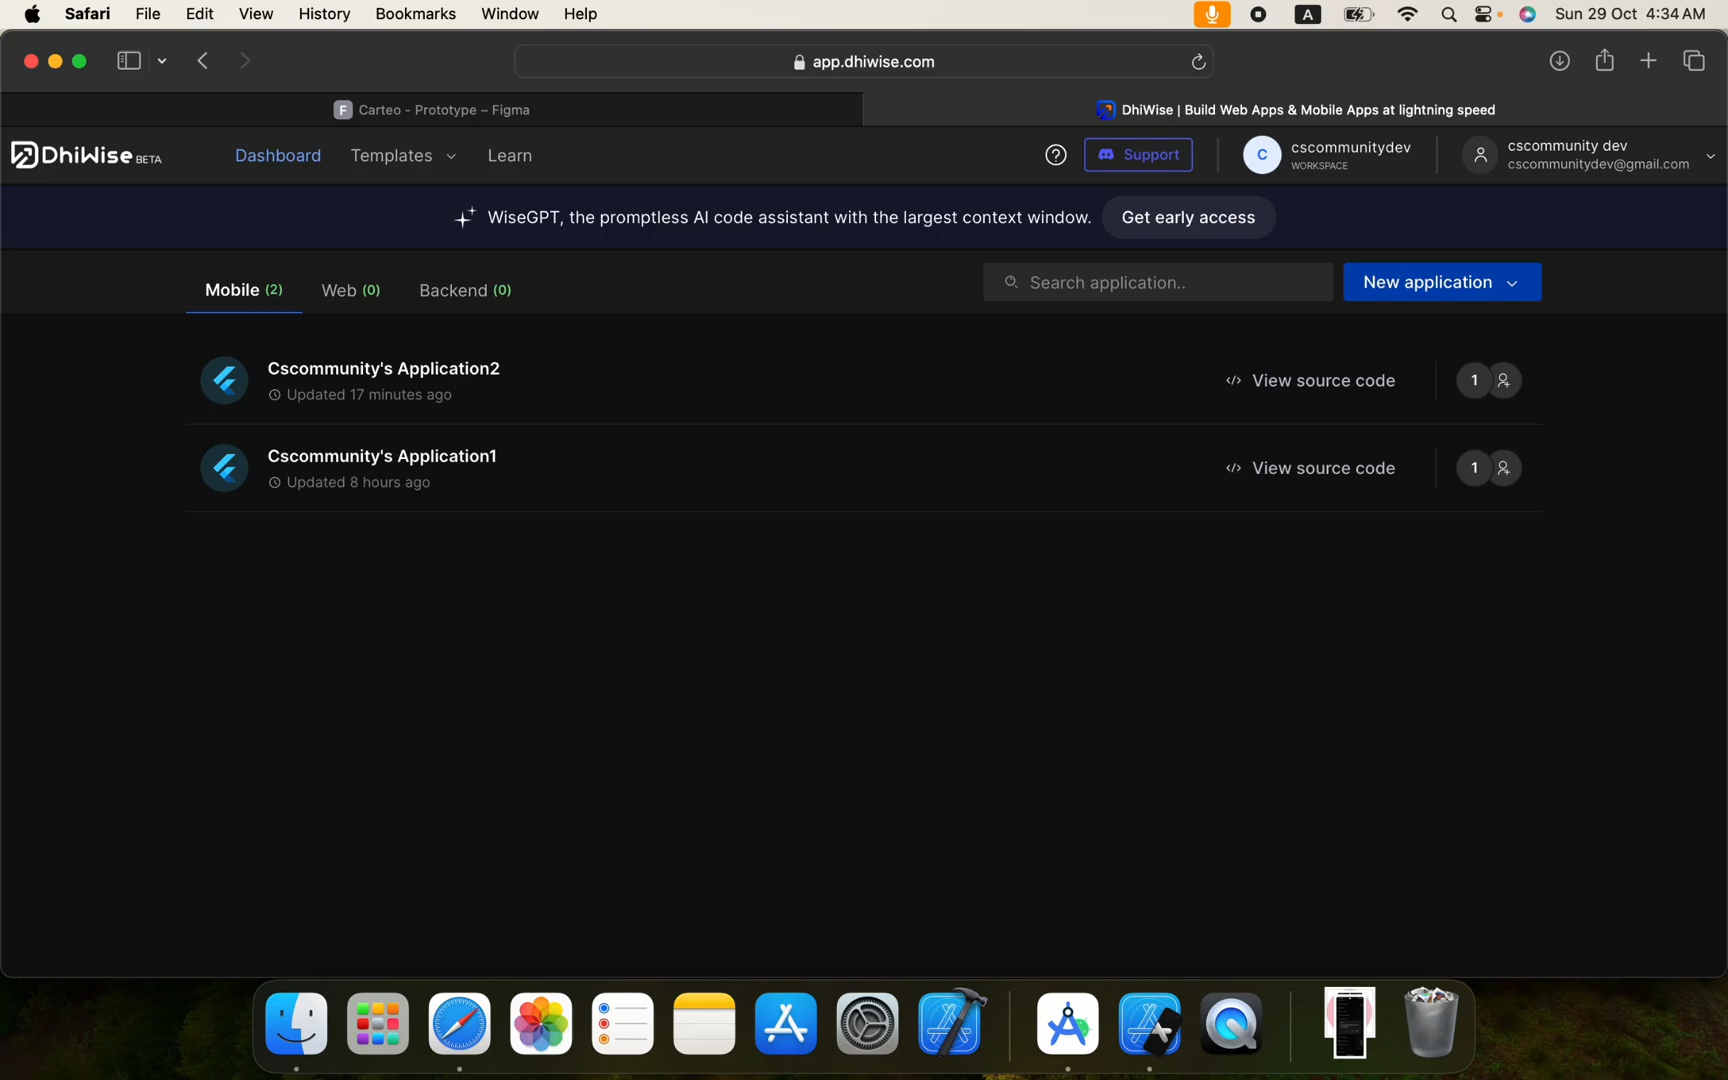 Safari File Edit View History Bookmarks Window Help A Sun 29 Oct 4:34 AM
app.dhiwise.com
F Carteo - Prototype – Figma
DhiWise | Build Web Apps & Mobile Apps at lightning speed
DhiWise BETA Dashboard Templates Learn Support C cscommunitydev cscommunity dev
WORKSPACE cscommunitydev@gmail.com
WiseGPT, the promptless AI code assistant with the largest context window. Get early access
Mobile (2) Web (0) Backend (0) Search application.. New application
Cscommunity's Application2
Updated 17 minutes ago
View source code 1
Cscommunity's Application1
Updated 8 hours ago
View source code 1